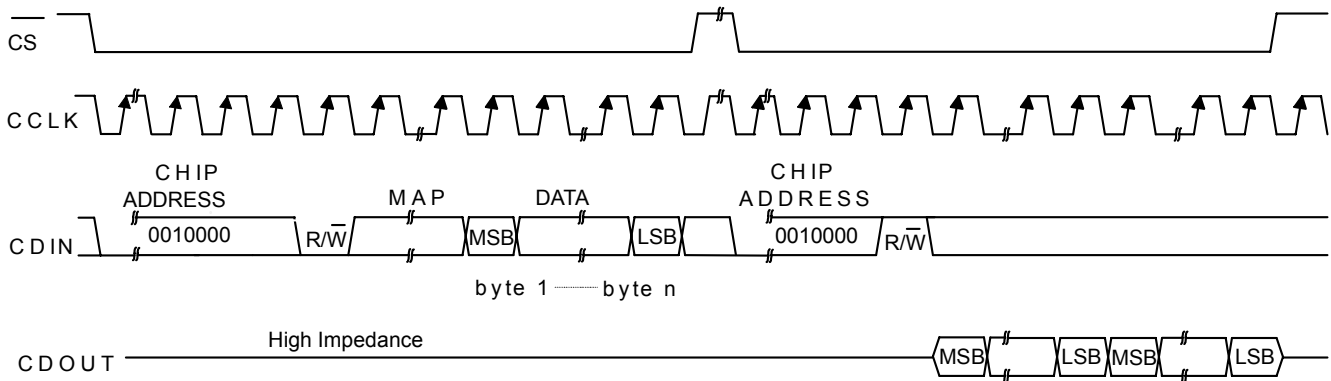 CS
CCLK
CHIP
ADDRESS
MAP
DATA
CHIP
ADDRESS
CDIN
0010000
R/W
MSB
LSB
0010000
R/W
byte 1
byte n
High Impedance
CDOUT
MSB
LSB
MSB
LSB